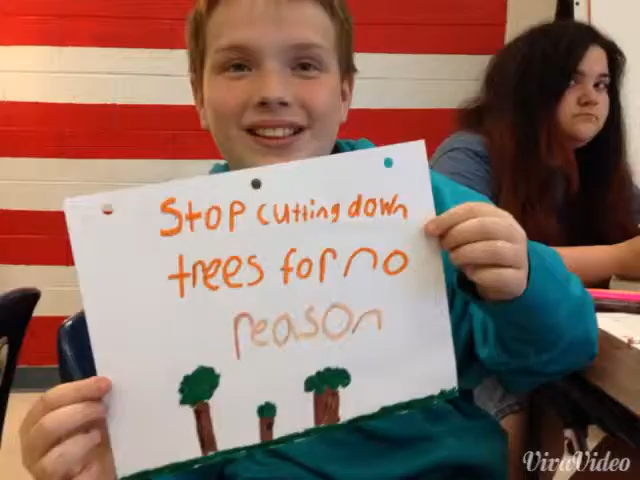 Stop cutting down
trees for no
reason
VivaVideo